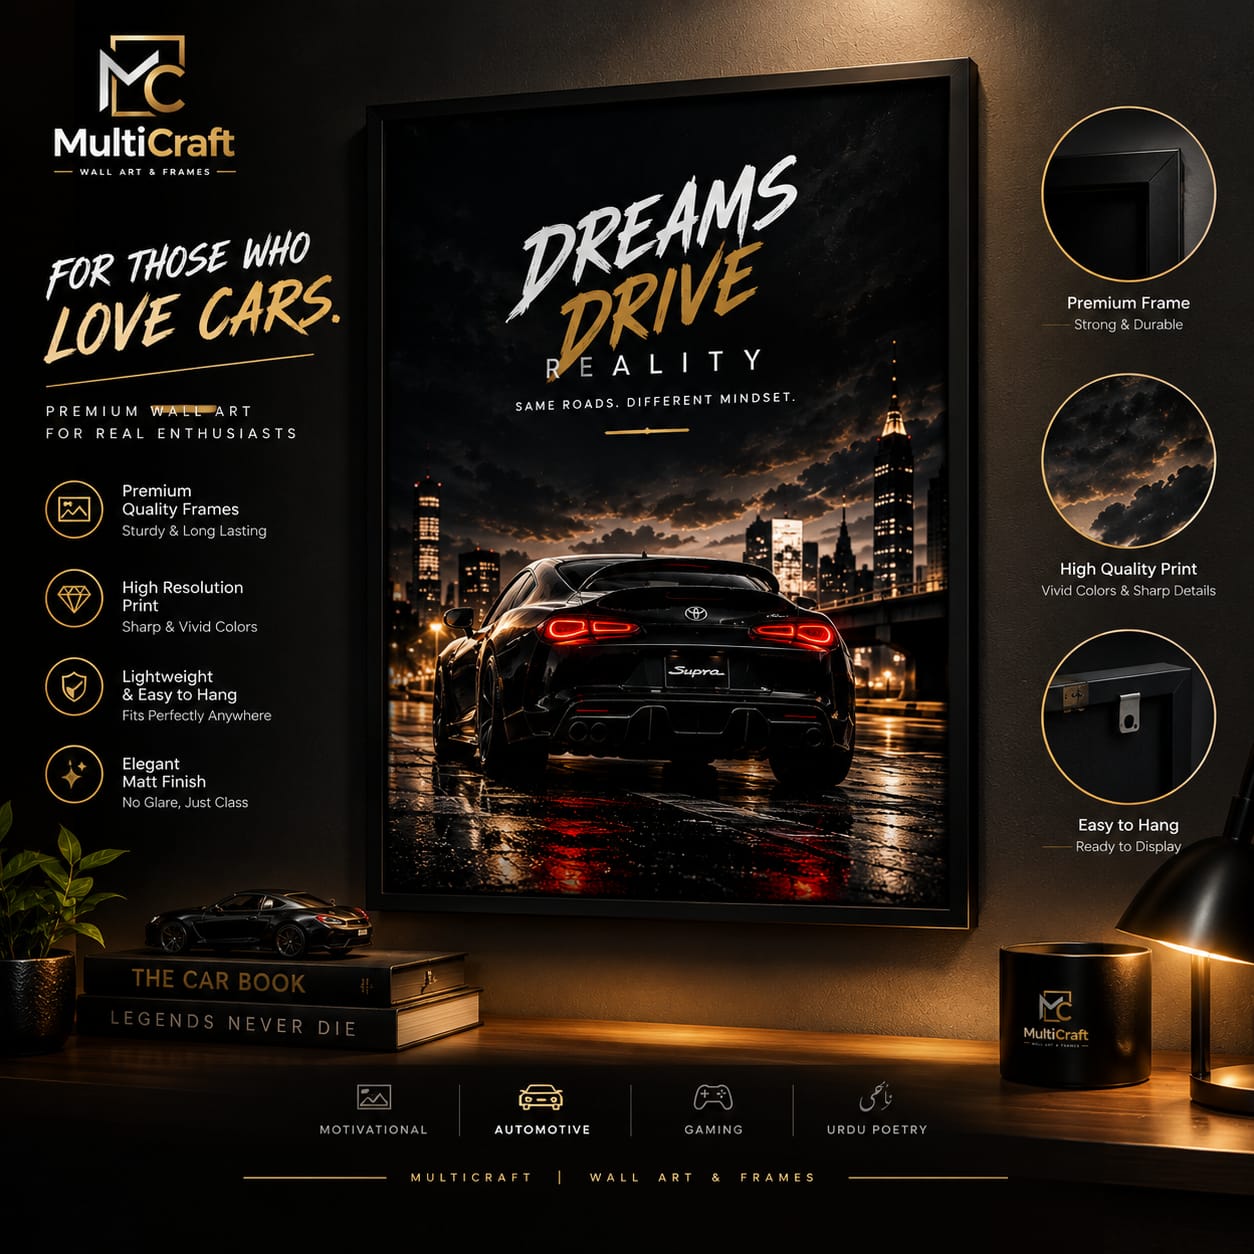 MC
MultiCraft
WALL ART & FRAMES
FOR THOSE WHO
LOVE CARS.
PREMIUM WALL ART
FOR REAL ENTHUSIASTS
Premium
Quality Frames
Sturdy & Long Lasting
High Resolution
Print
Sharp & Vivid Colors
Lightweight
& Easy to Hang
Fits Perfectly Anywhere
Elegant
Matt Finish
No Glare, Just Class
DREAMS
DRIVE
REALITY
SAME ROADS. DIFFERENT MINDSET.
Supra
Premium Frame
Strong & Durable
High Quality Print
Vivid Colors & Sharp Details
Easy to Hang
Ready to Display
THE CAR BOOK
LEGENDS NEVER DIE
MC
MultiCraft
WALL ART & FRAMES
MOTIVATIONAL
AUTOMOTIVE
GAMING
URDU POETRY
MULTICRAFT | WALL ART & FRAMES